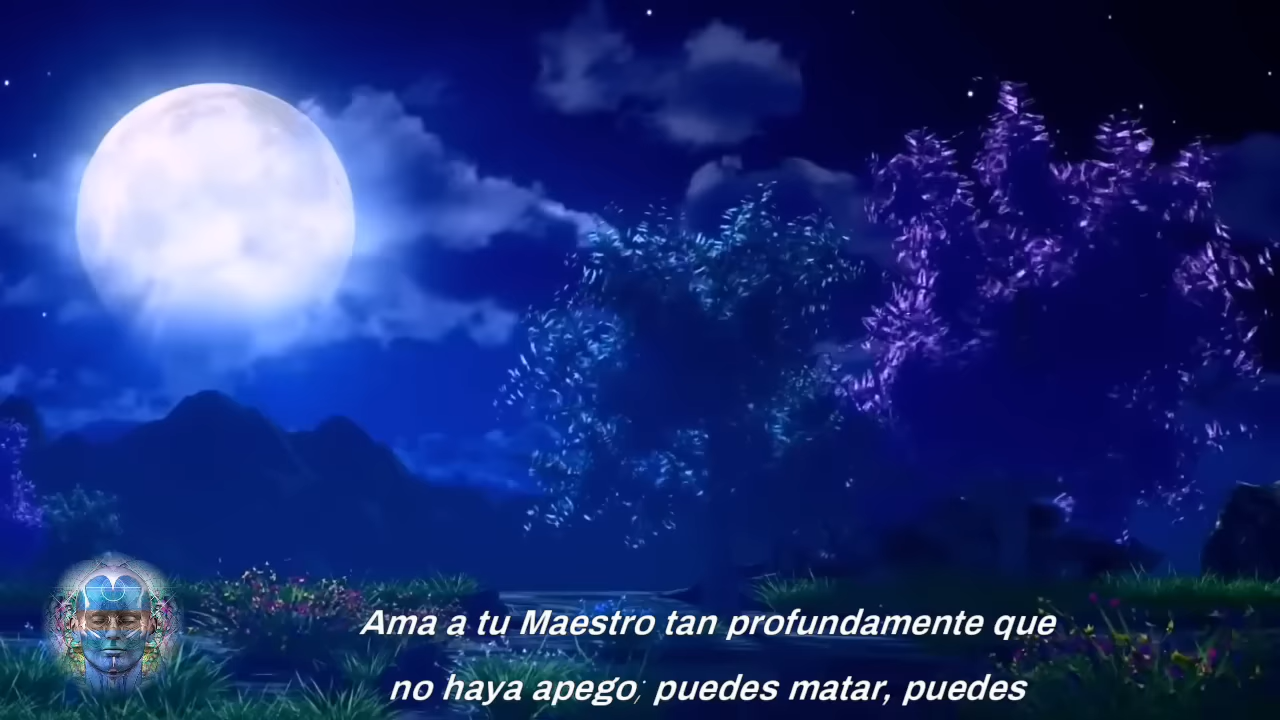 Ama a tu Maestro tan profundamente que
no haya apego; puedes matar, puedes